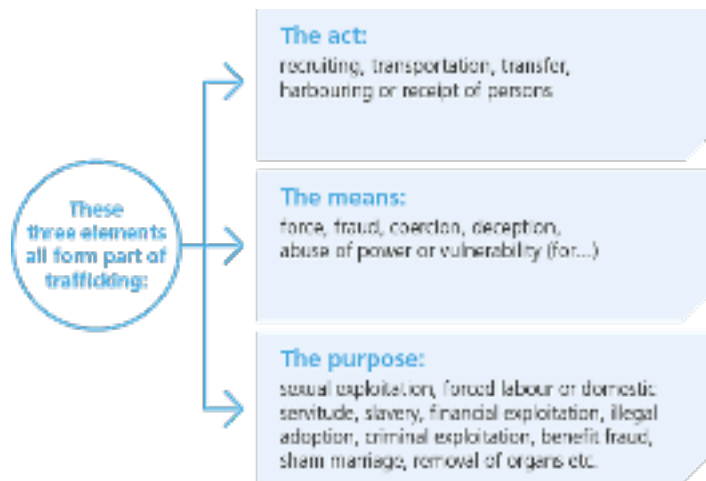 The act:
recruiting, transportation, transfer,
harbouring or receipt of persons
These
three elements
all form part of
trafficking:
The means:
force, fraud, coercion, deception,
abuse of power or vulnerability (for...)
The purpose:
sexual exploitation, forced labour or domestic
servitude, slavery, financial exploitation, illegal
adoption, criminal exploitation, benefit fraud,
sham marriage, removal of organs etc.